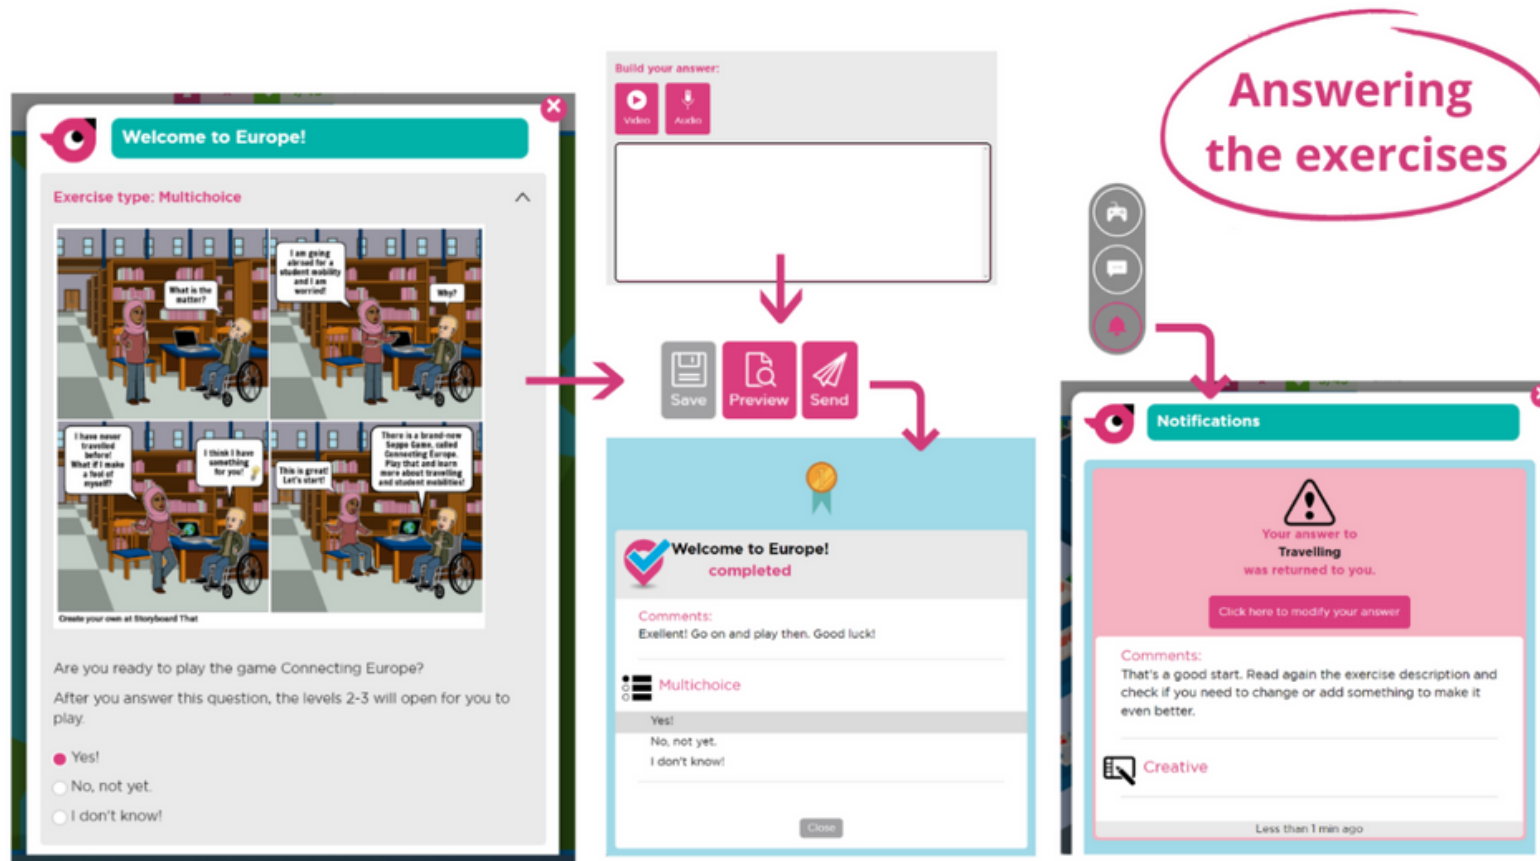 Answering
the exercises
Welcome to Europe!
Exercise type: Multichoice
What is the
matter?
I am going
abroad for a
student mobility
and I am
worried!
Why?
I have never
travelled
before!
What if I make
a fool of
myself?
I think I have
something
for you!
This is great!
Let's start!
There is a brand-new
Seppo Game, called
Connecting Europe.
Play that and learn
more about travelling
and student mobilities!
Create your own at Storyboard That
Are you ready to play the game Connecting Europe?
After you answer this question, the levels 2-3 will open for you to
play.
Yes!
No, not yet.
I don't know!
Build your answer:
Video
Audio
Save
Preview
Send
Welcome to Europe!
completed
Comments:
Exellent! Go on and play then. Good luck!
Multichoice
Yes!
No, not yet.
I don't know!
Close
Notifications
Your answer to
Travelling
was returned to you.
Click here to modify your answer
Comments:
That's a good start. Read again the exercise description and
check if you need to change or add something to make it
even better.
Creative
Less than 1 min ago